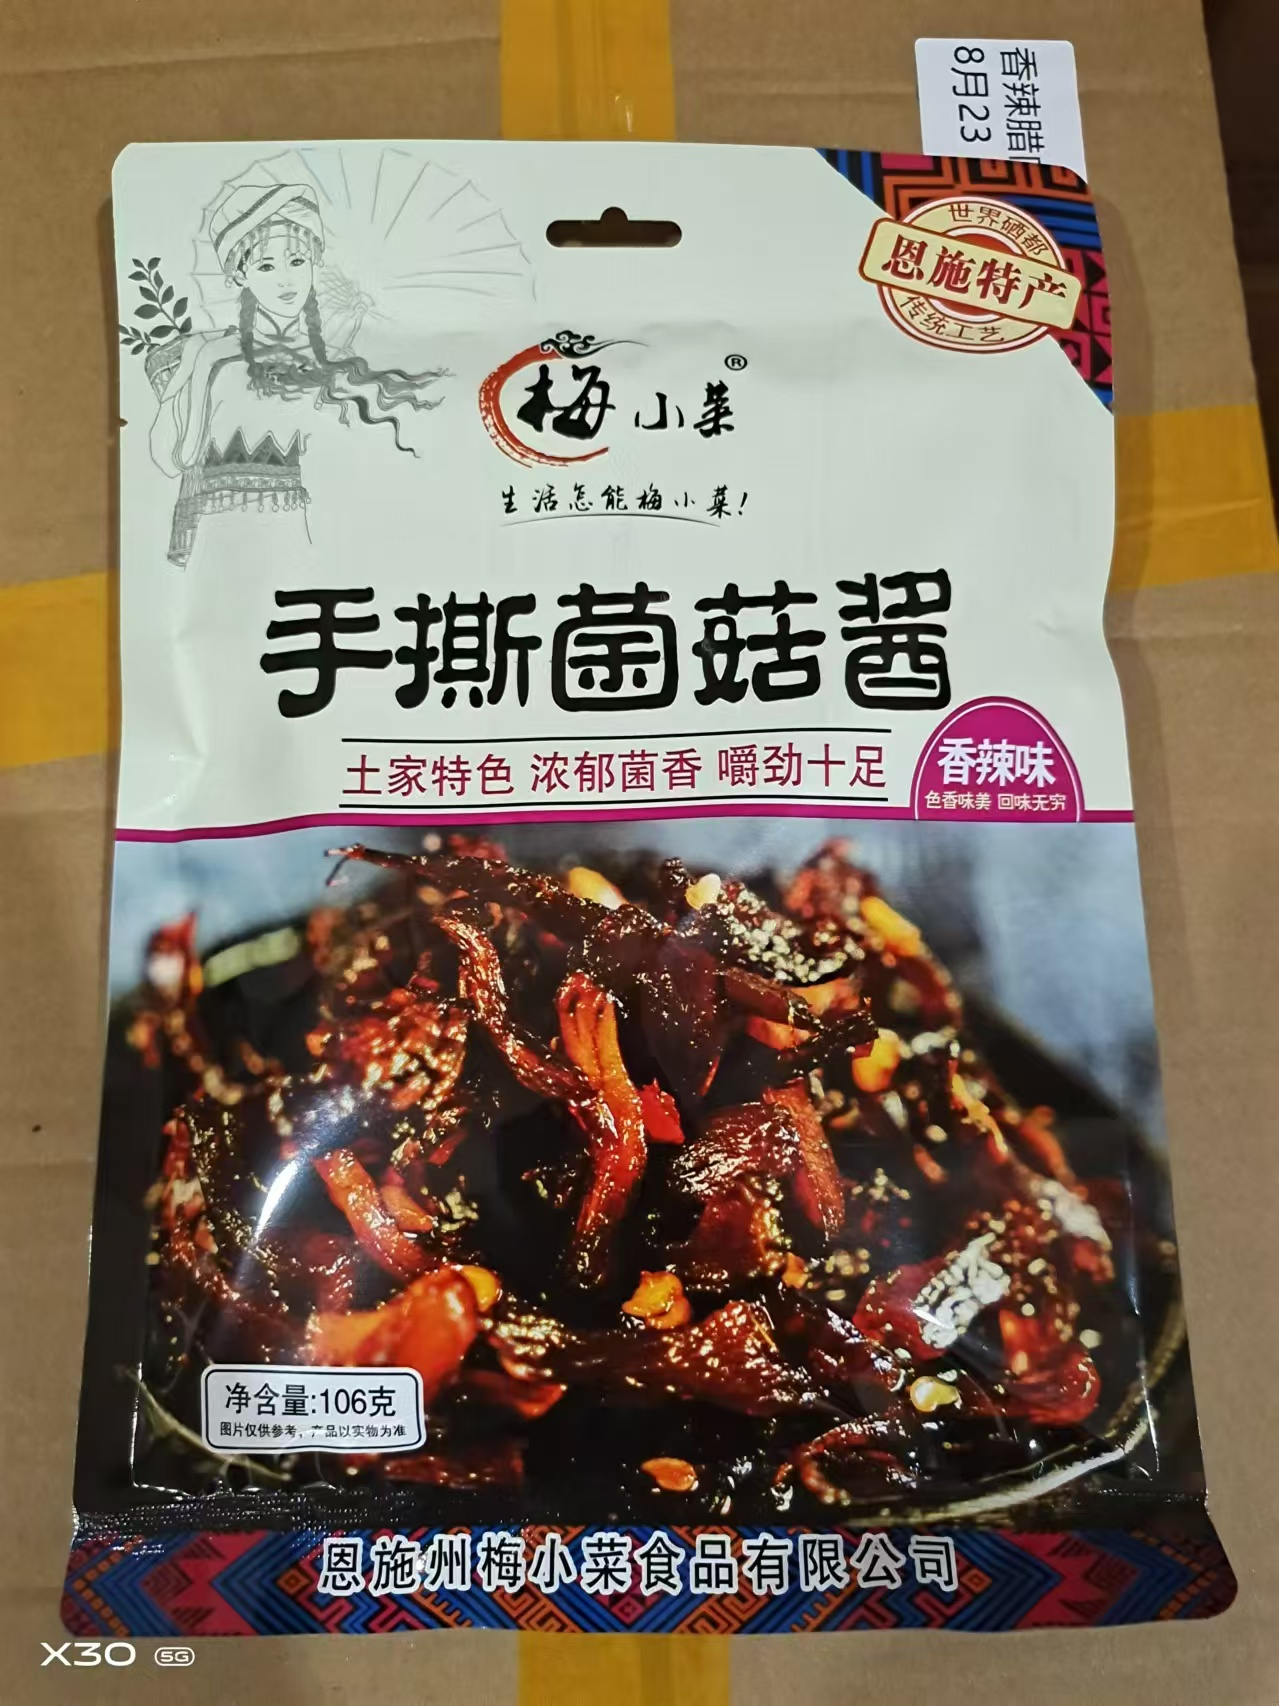 香辣腊
8月23
世界硒都
恩施特产
传统工艺
梅小菜®
生活怎能梅小菜!
手撕菌菇酱
土家特色 浓郁菌香 嚼劲十足
香辣味
色香味美 回味无穷
净含量:106克
图片仅供参考,产品以实物为准
恩施州梅小菜食品有限公司
X30 5G